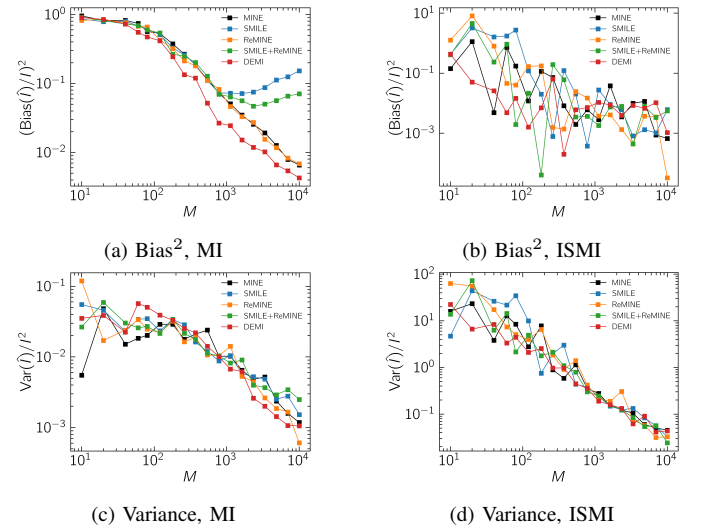 10⁰
10⁻¹
10⁻²
(Bias(Î)/I)²
MINE
SMILE
ReMINE
SMILE+ReMINE
DEMI
10¹ 10² 10³ 10⁴
M
(a) Bias², MI
10¹
10⁻¹
10⁻³
(Bias(Î)/I)²
MINE
SMILE
ReMINE
SMILE+ReMINE
DEMI
10¹ 10² 10³ 10⁴
M
(b) Bias², ISMI
10⁻¹
10⁻²
10⁻³
Var(Î)/I²
MINE
SMILE
ReMINE
SMILE+ReMINE
DEMI
10¹ 10² 10³ 10⁴
M
(c) Variance, MI
10²
10¹
10⁰
10⁻¹
10⁻²
Var(Î)/I²
MINE
SMILE
ReMINE
SMILE+ReMINE
DEMI
10¹ 10² 10³ 10⁴
M
(d) Variance, ISMI